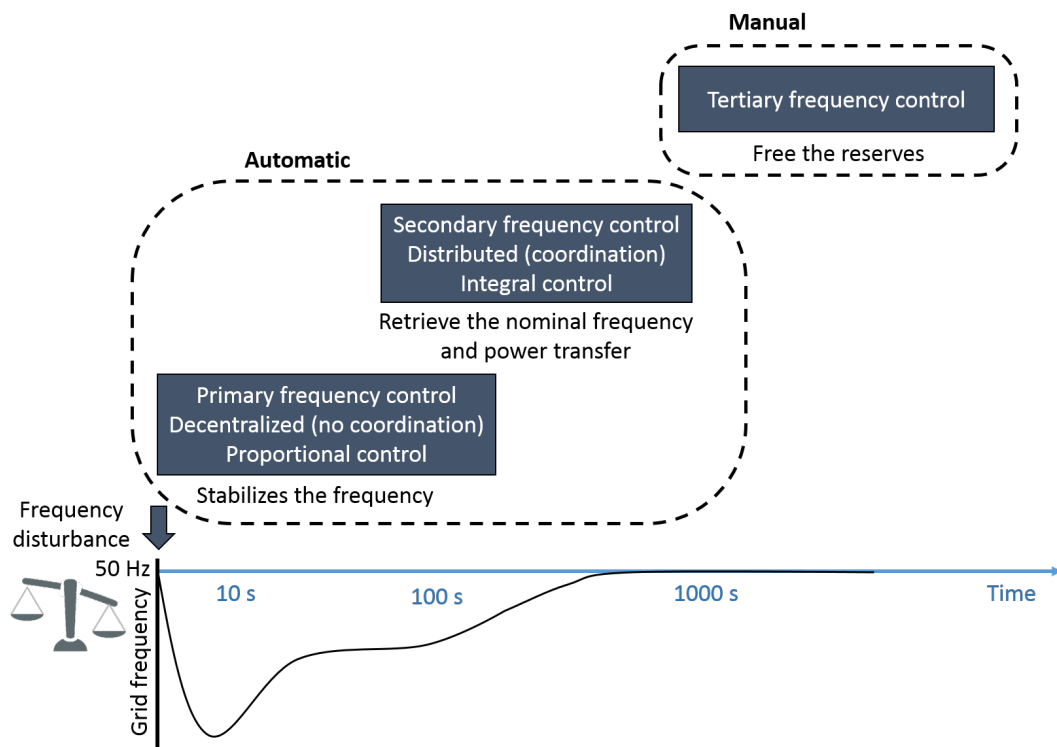 Manual
Tertiary frequency control
Free the reserves
Automatic
Secondary frequency control
Distributed (coordination)
Integral control
Retrieve the nominal frequency
and power transfer
Primary frequency control
Decentralized (no coordination)
Proportional control
Stabilizes the frequency
Frequency
disturbance
50 Hz
10 s
100 s
1000 s
Time
Grid frequency